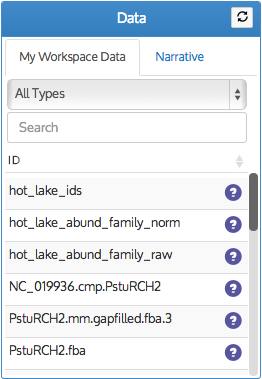 Data
My Workspace Data
Narrative
All Types
Search
ID
hot_lake_ids
?
hot_lake_abund_family_norm
?
hot_lake_abund_family_raw
?
NC_019936.cmp.PstuRCH2
?
PstuRCH2.mm.gapfilled.fba.3
?
PstuRCH2.fba
?